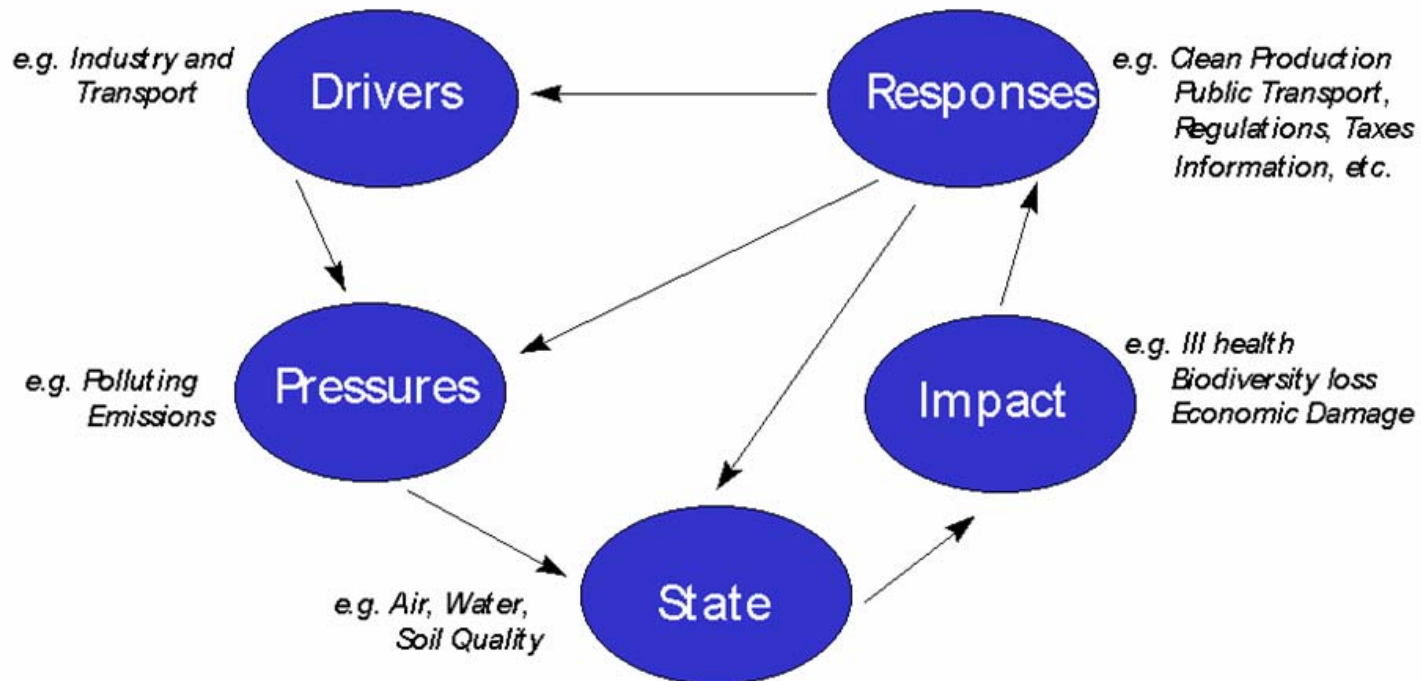 e.g. Industry and
Transport
Drivers
Responses
e.g. Clean Production
Public Transport,
Regulations, Taxes
Information, etc.
e.g. Polluting
Emissions
Pressures
Impact
e.g. Ill health
Biodiversity loss
Economic Damage
e.g. Air, Water,
Soil Quality
State